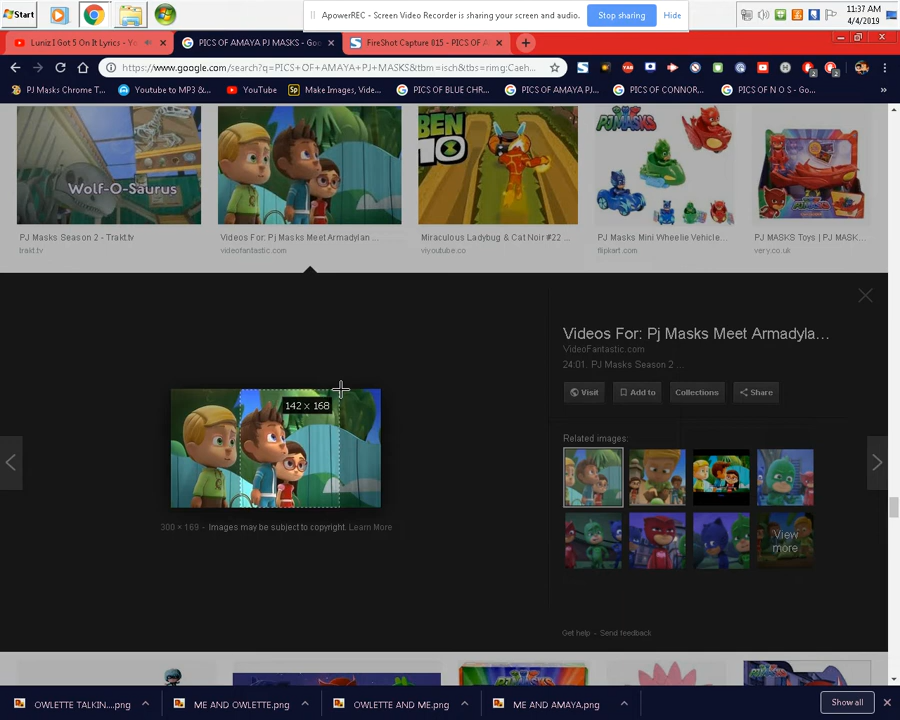 Start
ApowerREC - Screen Video Recorder is sharing your screen and audio.
Stop sharing
Hide
11:37 AM
4/4/2019
Luniz I Got 5 On It Lyrics - Yo
PICS OF AMAYA PJ MASKS - Goo
FireShot Capture 015 - PICS OF A
https://www.google.com/search?q=PICS+OF+AMAYA+PJ+MASKS&tbm=isch&tbs=rimg:Caeh...
PJ Masks Chrome T...
Youtube to MP3 &...
YouTube
Sp
Make Images, Vide...
PICS OF BLUE CHR...
PICS OF AMAYA PJ...
PICS OF CONNOR...
PICS OF N O S - Go...
»
Wolf-O-Saurus
BEN
10
PJMASKS
PJ Masks Season 2 - Trakt.tv
trakt.tv
Videos For: Pj Masks Meet Armadylan ...
videofantastic.com
Miraculous Ladybug & Cat Noir #22 ...
viyoutube.co
PJ Masks Mini Wheelie Vehicle...
flipkart.com
PJ MASKS Toys | PJ MASK...
very.co.uk
Videos For: Pj Masks Meet Armadyla...
VideoFantastic.com
24:01. PJ Masks Season 2 ...
Visit
Add to
Collections
Share
142 x 168
300 × 169 - Images may be subject to copyright. Learn More
Related images:
View more
Get help - Send feedback
OWLETTE TALKIN....png
ME AND OWLETTE.png
OWLETTE AND ME.png
ME AND AMAYA.png
Show all